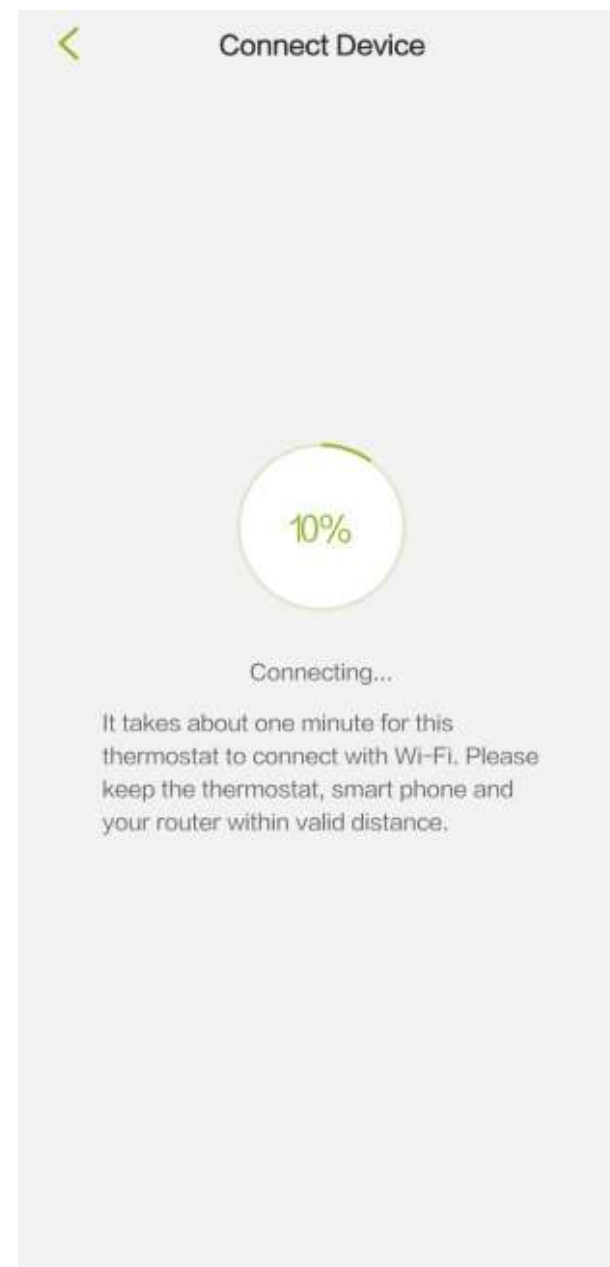 Connect Device
10%
Connecting...
It takes about one minute for this
thermostat to connect with Wi-Fi. Please
keep the thermostat, smart phone and
your router within valid distance.